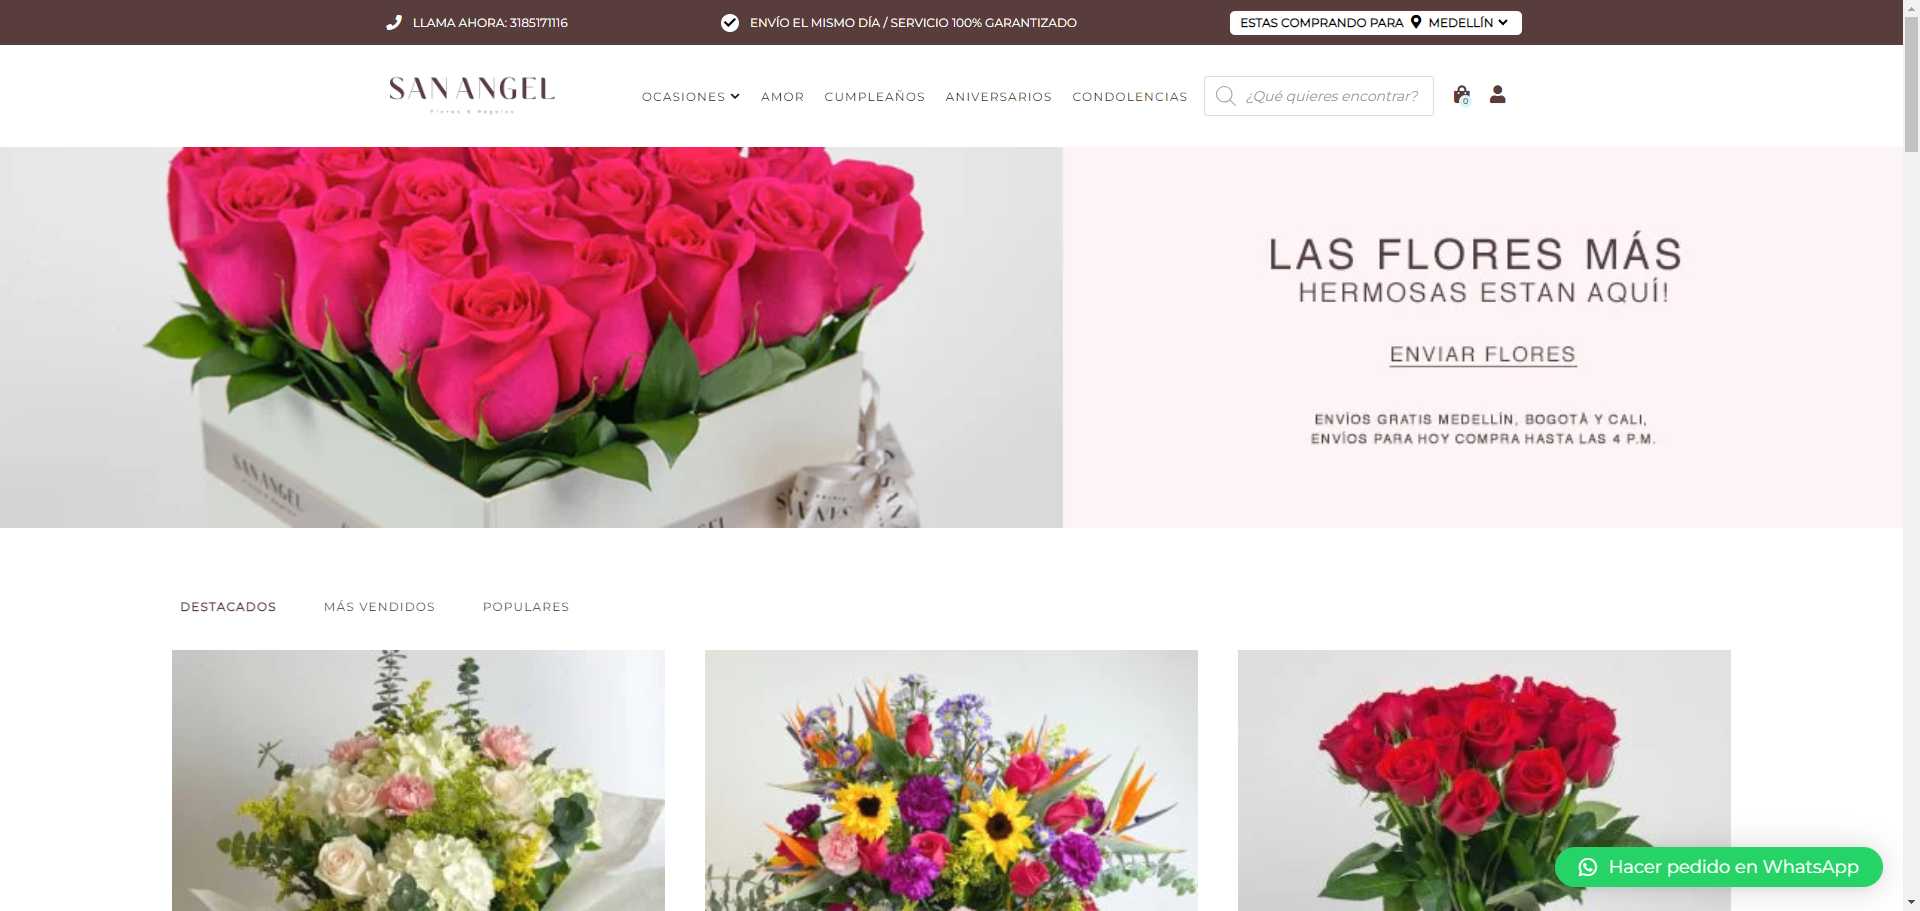 LLAMA AHORA: 3185171116
ENVÍO EL MISMO DÍA / SERVICIO 100% GARANTIZADO
ESTAS COMPRANDO PARA MEDELLÍN
SAN ANGEL
Flores & Regalos
OCASIONES
AMOR
CUMPLEAÑOS
ANIVERSARIOS
CONDOLENCIAS
¿Qué quieres encontrar?
0
LAS FLORES MÁS
HERMOSAS ESTAN AQUÍ!
ENVIAR FLORES
ENVÍOS GRATIS MEDELLÍN, BOGOTÁ Y CALI,
ENVÍOS PARA HOY COMPRA HASTA LAS 4 P.M.
SAN ANGEL
DESTACADOS
MÁS VENDIDOS
POPULARES
Hacer pedido en WhatsApp